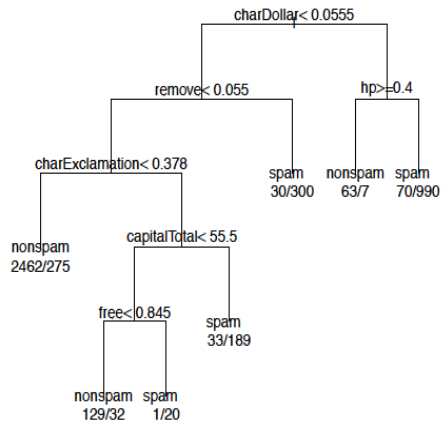 charDollar< 0.0555
remove< 0.055
hp>=0.4
charExclamation< 0.378
spam
30/300
nonspam
63/7
spam
70/990
nonspam
2462/275
capitalTotal< 55.5
free< 0.845
spam
33/189
nonspam
129/32
spam
1/20